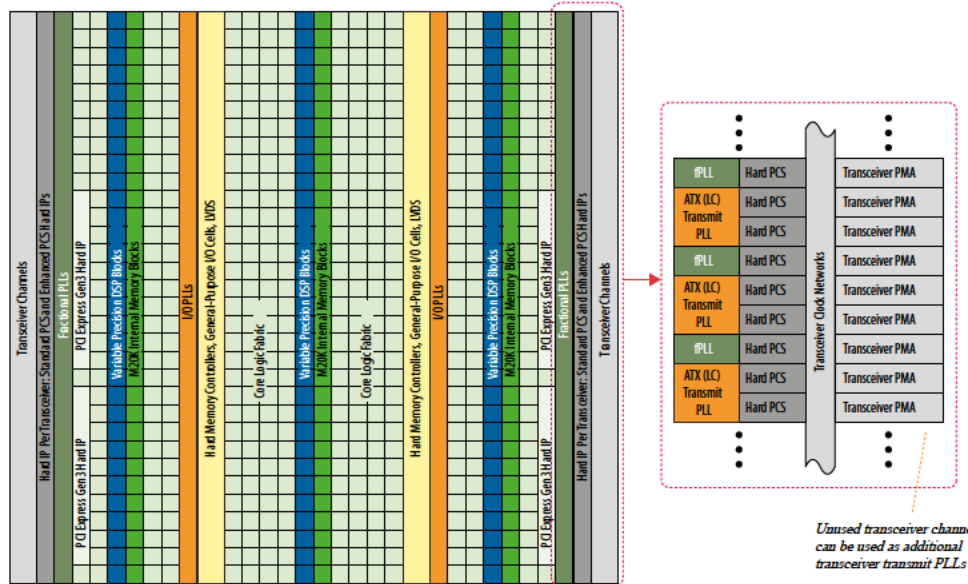 Transceiver Channels
Hard IP Per Transceiver: Standard PCS and Enhanced PCS Hard IPs
Fractional PLLs
PCI Express Gen3 Hard IP
PCI Express Gen3 Hard IP
Variable Precision DSP Blocks
M20K Internal Memory Blocks
I/O PLLs
Hard Memory Controllers, General-Purpose I/O Cells, LVDS
Core Logic Fabric
Variable Precision DSP Blocks
M20K Internal Memory Blocks
Core Logic Fabric
Hard Memory Controllers, General-Purpose I/O Cells, LVDS
I/O PLLs
Variable Precision DSP Blocks
M20K Internal Memory Blocks
PCI Express Gen3 Hard IP
PCI Express Gen3 Hard IP
Fractional PLLs
Hard IP Per Transceiver: Standard PCS and Enhanced PCS Hard IPs
Transceiver Channels
fPLL
ATX (LC)
Transmit
PLL
fPLL
ATX (LC)
Transmit
PLL
fPLL
ATX (LC)
Transmit
PLL
Hard PCS
Hard PCS
Hard PCS
Hard PCS
Hard PCS
Hard PCS
Hard PCS
Hard PCS
Hard PCS
Transceiver Clock Networks
Transceiver PMA
Transceiver PMA
Transceiver PMA
Transceiver PMA
Transceiver PMA
Transceiver PMA
Transceiver PMA
Transceiver PMA
Transceiver PMA
Unused transceiver
can be used as additional
transceiver transmit PLLs